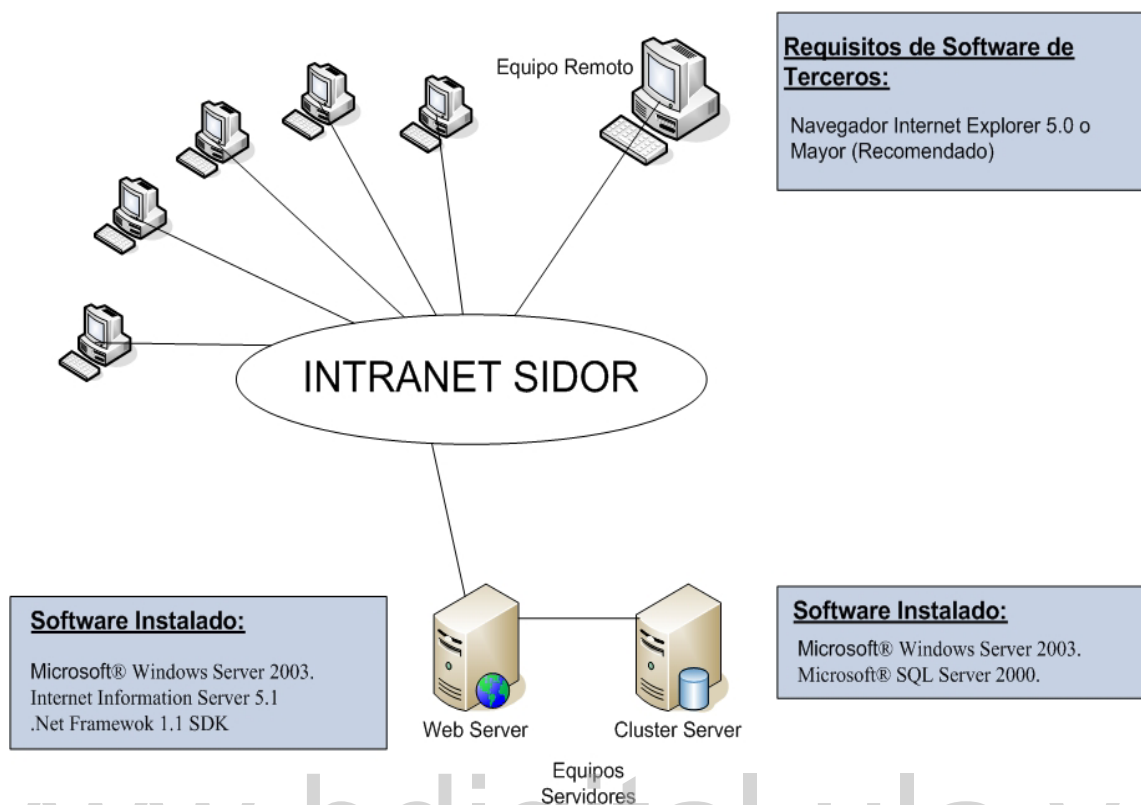 Equipo Remoto
Requisitos de Software de
Terceros:
Navegador Internet Explorer 5.0 o
Mayor (Recomendado)
INTRANET SIDOR
Software Instalado:
Microsoft® Windows Server 2003.
Internet Information Server 5.1
.Net Framewok 1.1 SDK
Web Server
Cluster Server
Equipos
Servidores
Software Instalado:
Microsoft® Windows Server 2003.
Microsoft® SQL Server 2000.